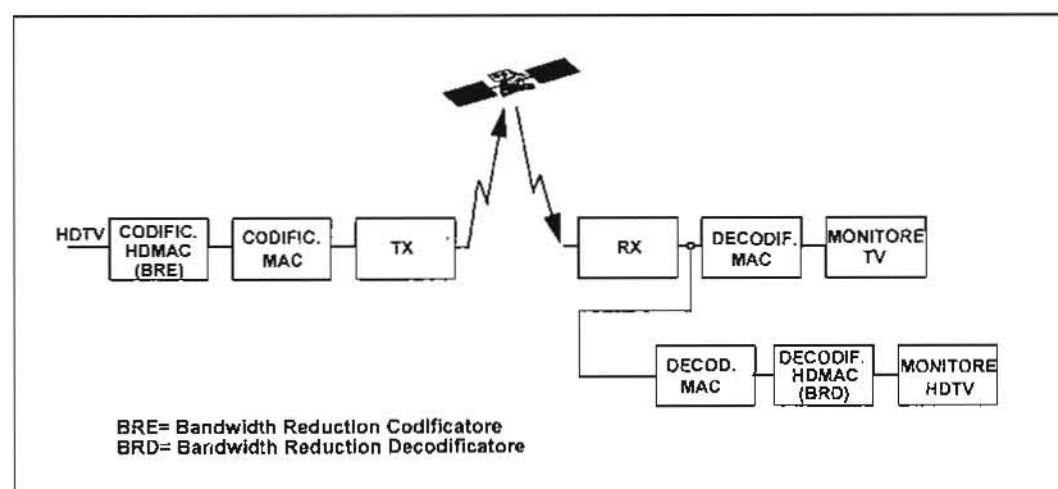 HDTV
CODIFIC.
HDMAC
(BRE)
CODIFIC.
MAC
TX
RX
DECODIF.
MAC
MONITORE
TV
DECOD.
MAC
DECODIF.
HDMAC
(BRD)
MONITORE
HDTV
BRE= Bandwidth Reduction Codificatore
BRD= Bandwidth Reduction Decodificatore